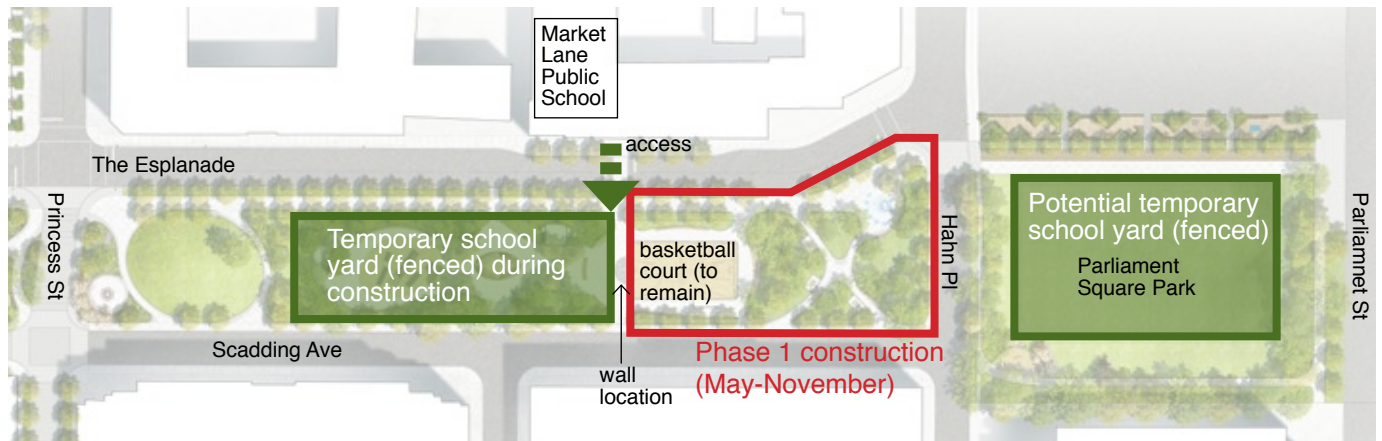 Market
Lane
Public
School
access
The Esplanade
Princess St
Temporary school
yard (fenced) during
construction
basketball
court (to
remain)
Hahn Pl
Potential temporary
school yard (fenced)
Parliament
Square Park
Parliamnet St
Scadding Ave
wall
location
Phase 1 construction
(May-November)